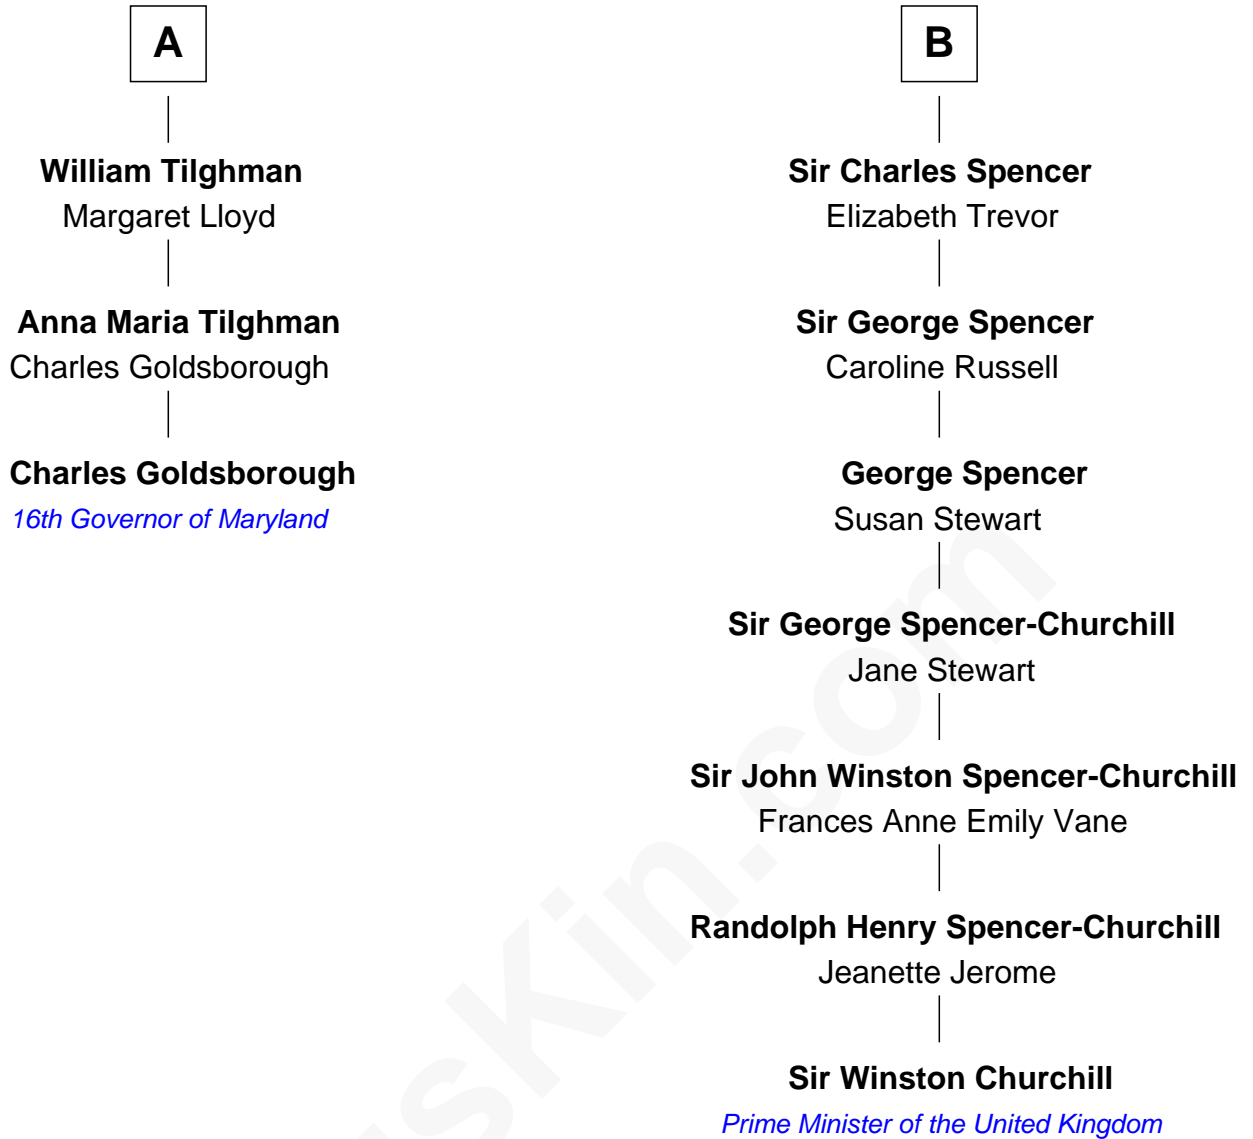 A
William Tilghman
Margaret Lloyd
Anna Maria Tilghman
Charles Goldsborough
Charles Goldsborough
16th Governor of Maryland
B
Sir Charles Spencer
Elizabeth Trevor
Sir George Spencer
Caroline Russell
George Spencer
Susan Stewart
Sir George Spencer-Churchill
Jane Stewart
Sir John Winston Spencer-Churchill
Frances Anne Emily Vane
Randolph Henry Spencer-Churchill
Jeanette Jerome
Sir Winston Churchill
Prime Minister of the United Kingdom
sKin.com